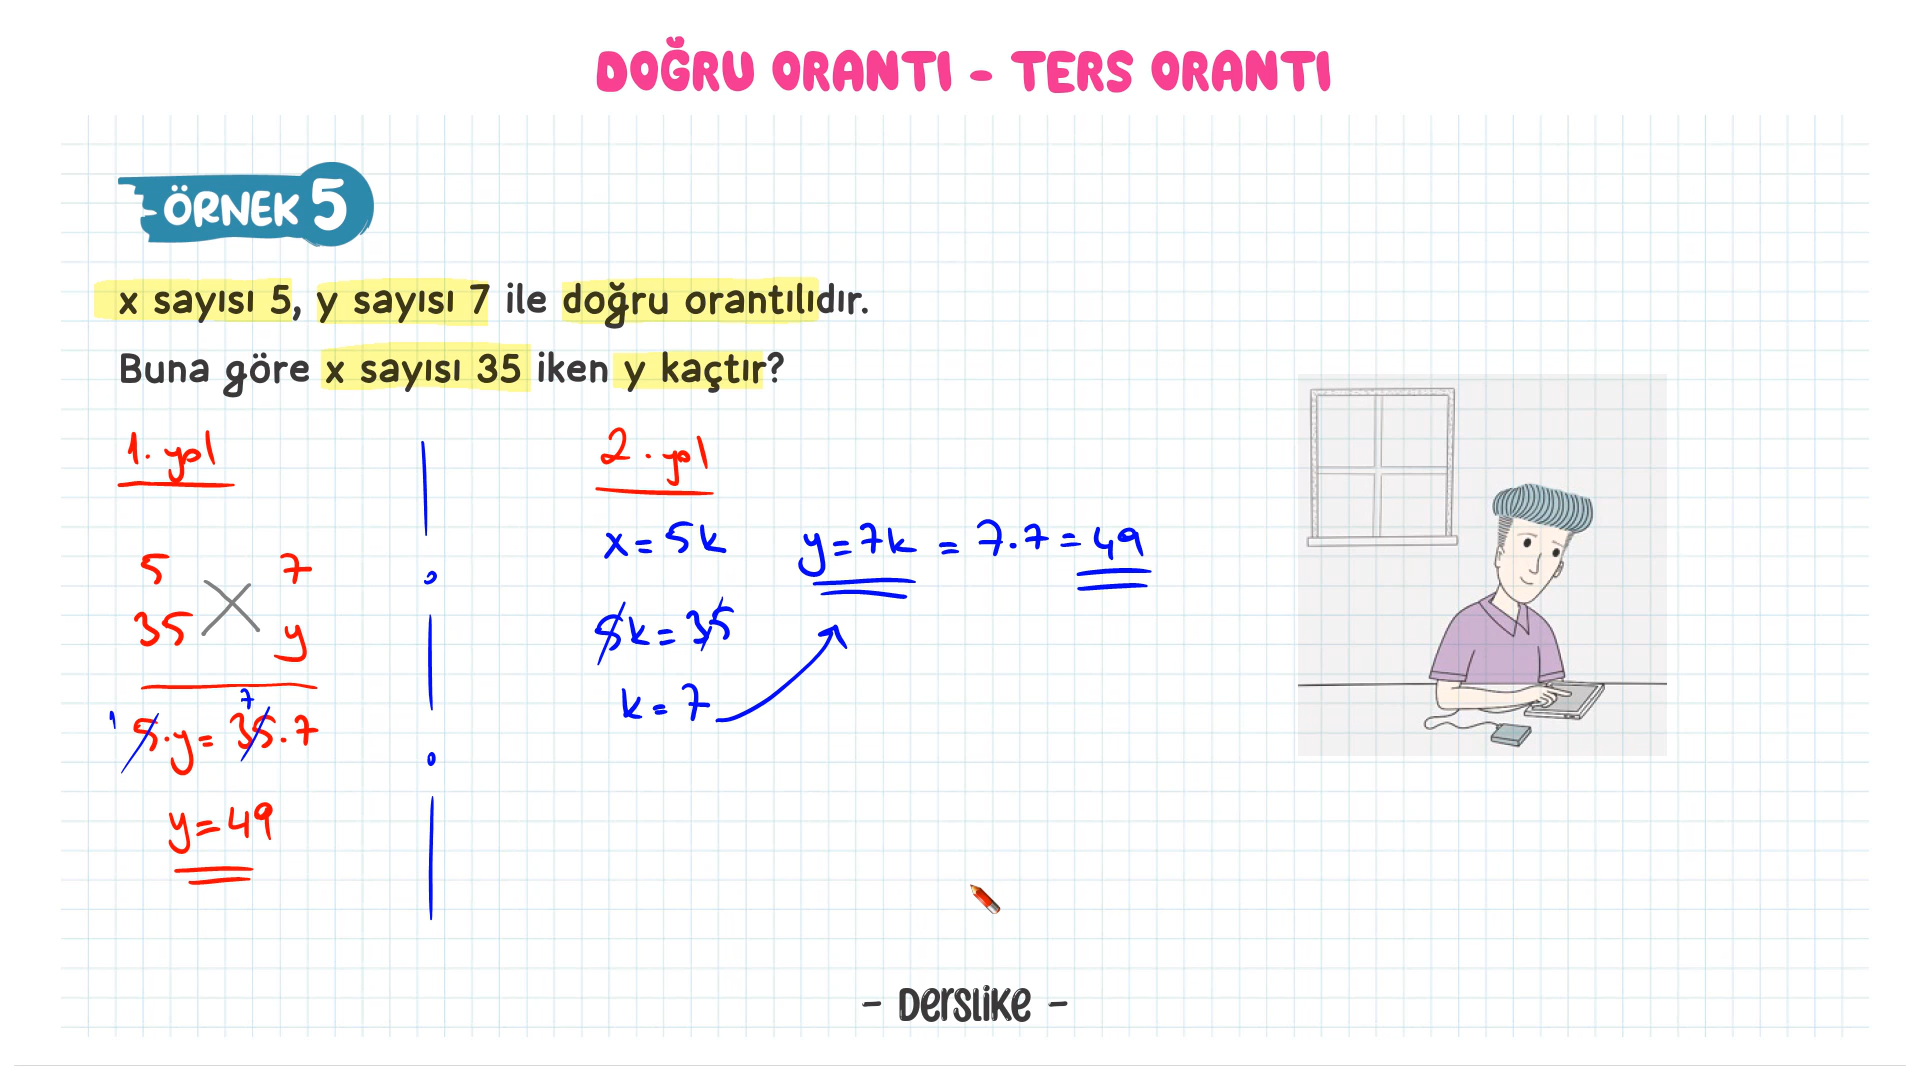 DOĞRU ORANTI - TERS ORANTI
ÖRNEK 5
x sayısı 5, y sayısı 7 ile doğru orantılıdır.
Buna göre x sayısı 35 iken y kaçtır?
1. yol
5 7
35 y
1 7
5.y = 35.7
y = 49
2. yol
x = 5k y = 7k = 7.7 = 49
5k = 35
k = 7
- Derslike -